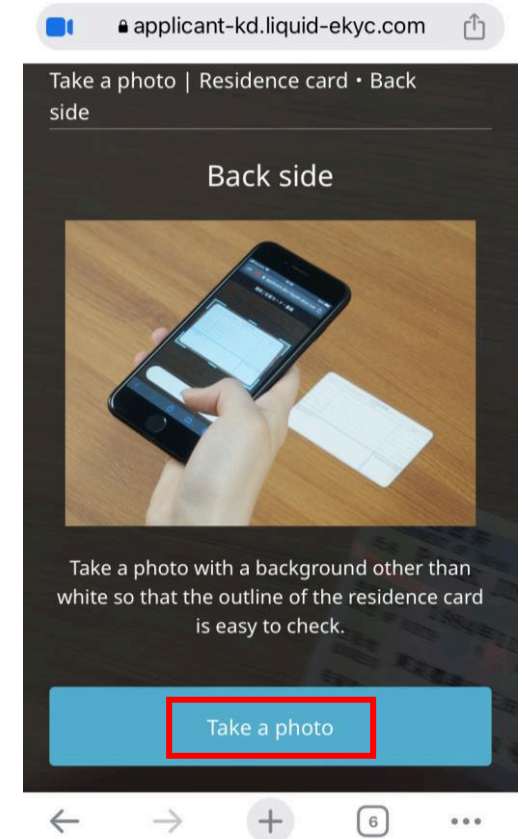 applicant-kd.liquid-ekyc.com
Take a photo | Residence card・Back
side
Back side
Take a photo with a background other than
white so that the outline of the residence card
is easy to check.
Take a photo
6